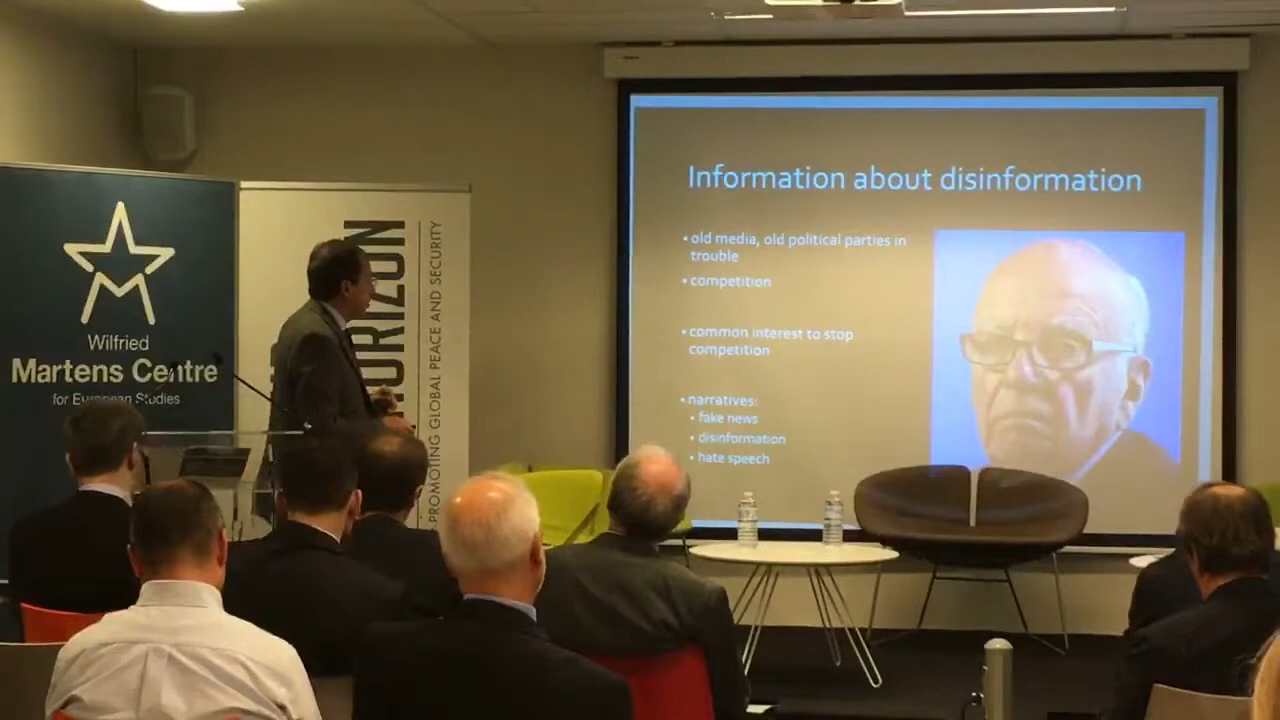 Wilfried
Martens Centre
for European Studies
PROMOTING GLOBAL PEACE AND SECURITY
Information about disinformation
• old media, old political parties in
trouble
• competition
• common interest to stop
competition
• narratives:
• fake news
• disinformation
• hate speech